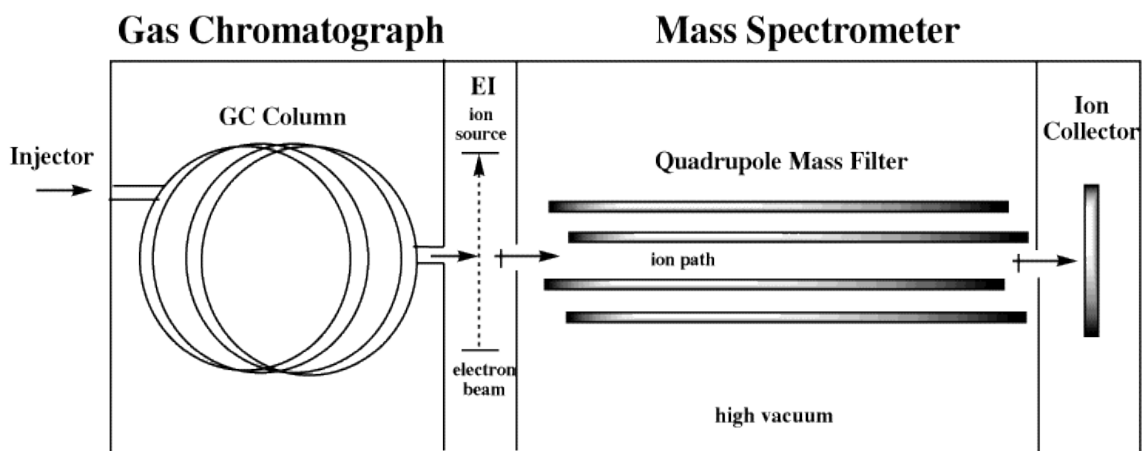 Gas Chromatograph
Mass Spectrometer
Injector
GC Column
EI
ion
source
electron
beam
Quadrupole Mass Filter
ion path
high vacuum
Ion
Collector